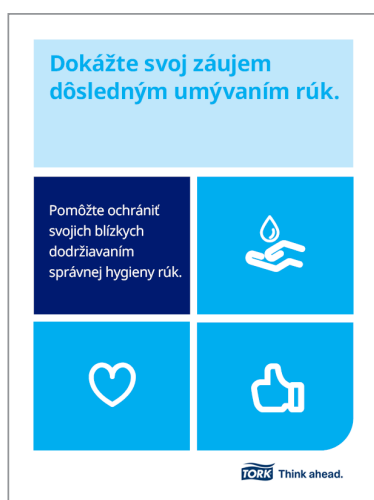 Dokážte svoj záujem
dôsledným umývaním rúk.
Pomôžte ochrániť
svojich blízkych
dodržiavaním
správnej hygieny rúk.
TORK Think ahead.